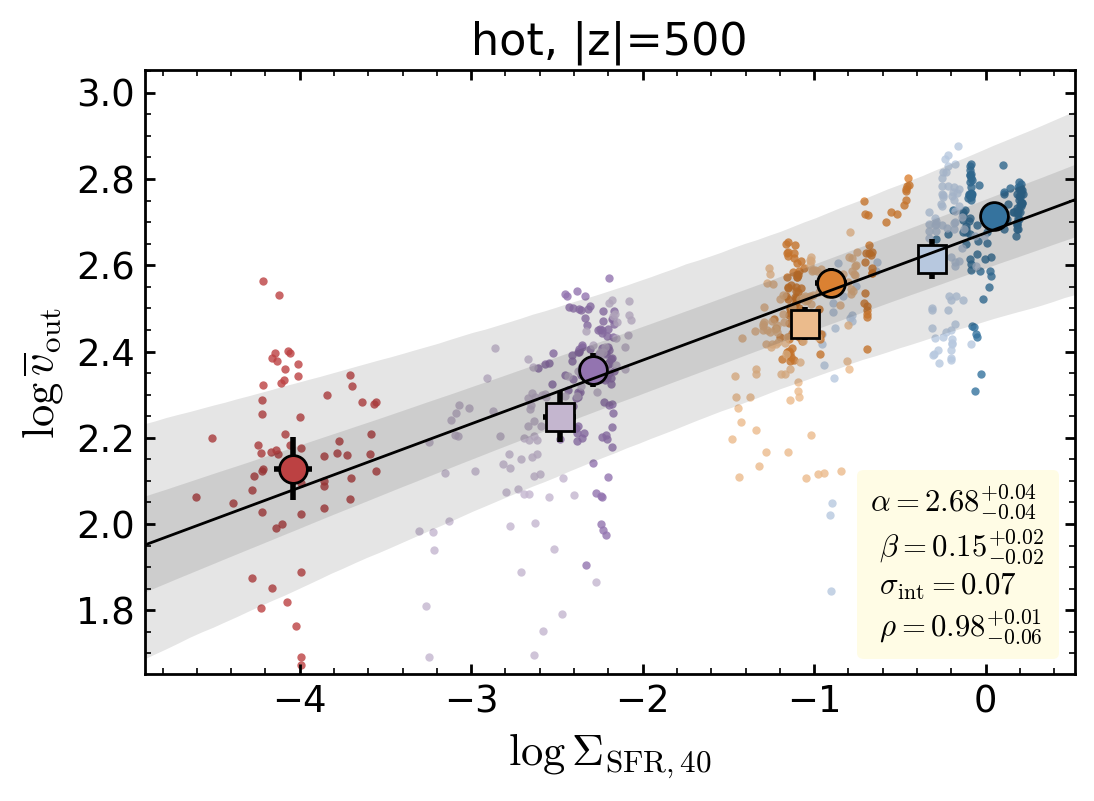 hot, |z|=500
log v̅_out
3.0
2.8
2.6
2.4
2.2
2.0
1.8
α = 2.68^{+0.04}_{−0.04}
β = 0.15^{+0.02}_{−0.02}
σ_int = 0.07
ρ = 0.98^{+0.01}_{−0.06}
−4 −3 −2 −1 0
log Σ_{SFR, 40}